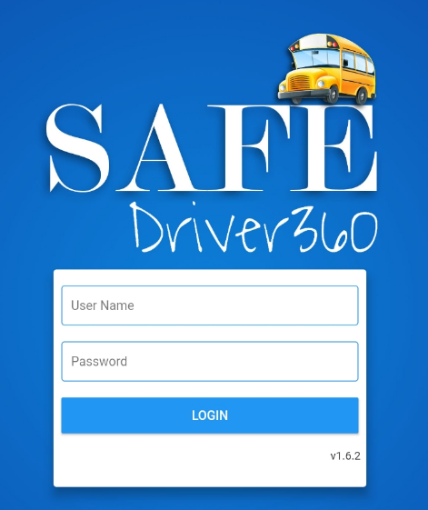 SAFE
Driver360
User Name
Password
LOGIN
v1.6.2